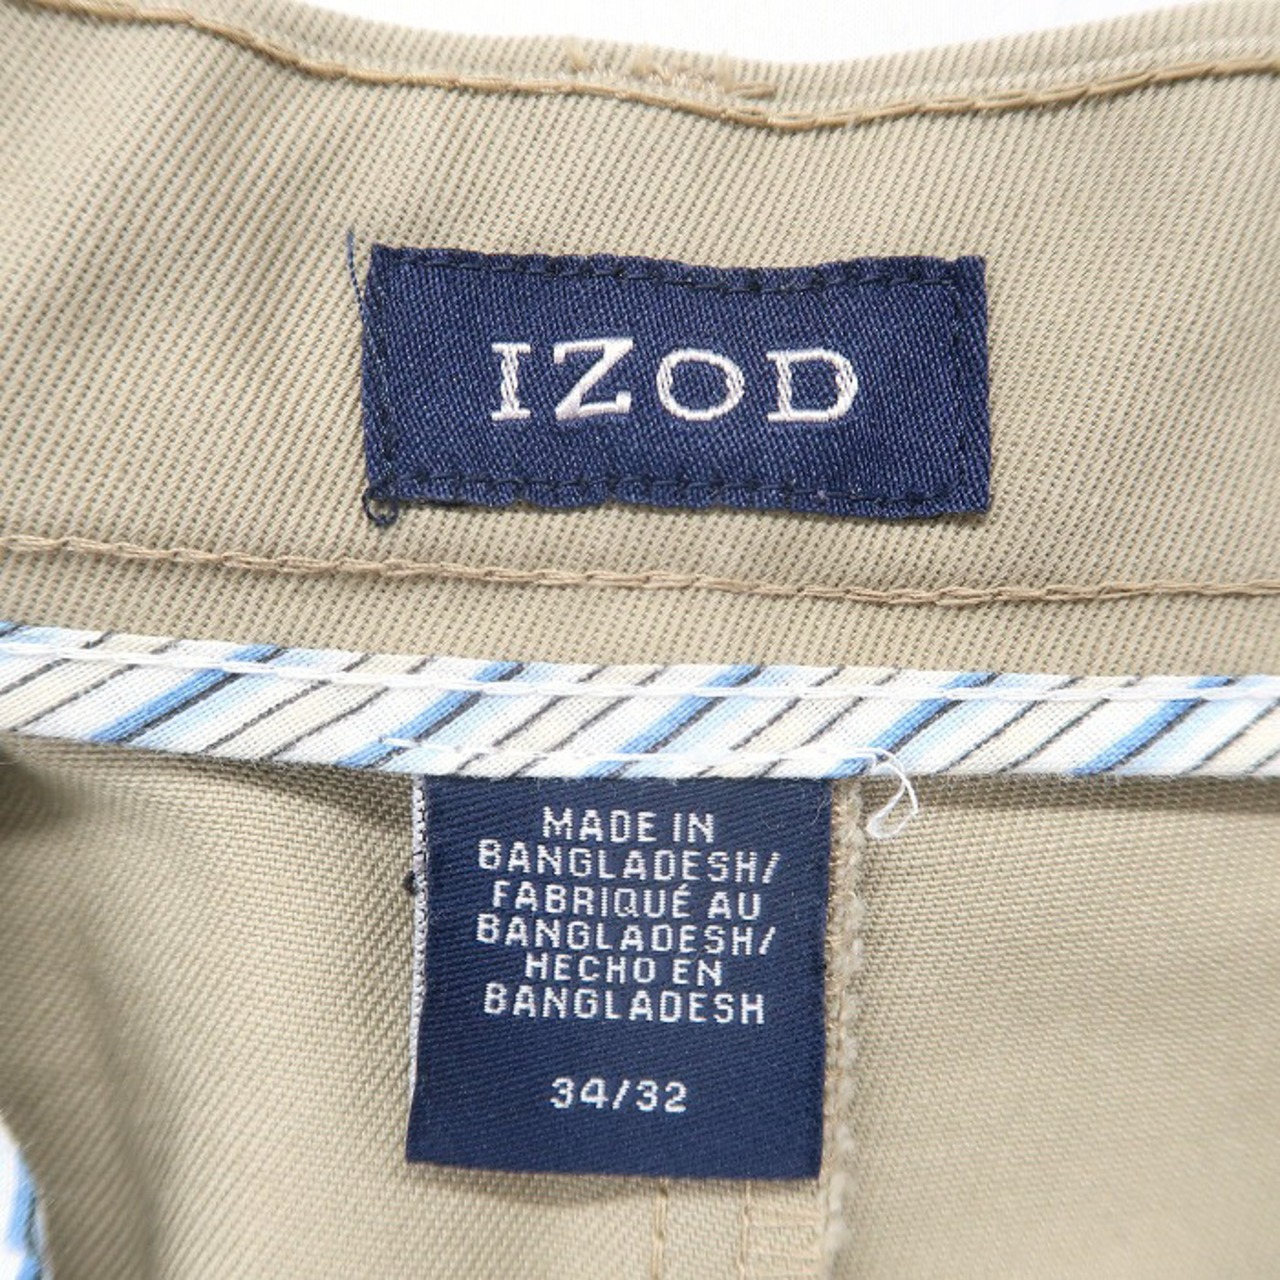 IZOD
MADE IN
BANGLADESH/
FABRIQUÉ AU
BANGLADESH/
HECHO EN
BANGLADESH
34/32